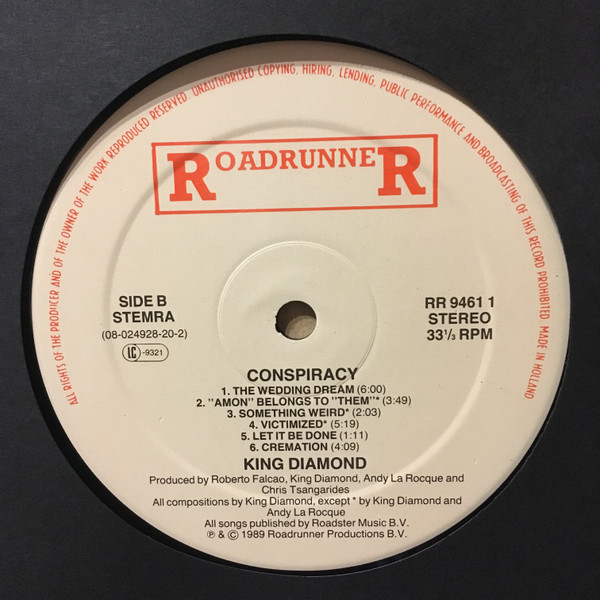 ALL RIGHTS OF THE PRODUCER AND OF THE OWNER OF THE WORK REPRODUCED RESERVED. UNAUTHORISED COPYING, HIRING, LENDING, PUBLIC PERFORMANCE AND BROADCASTING OF THIS RECORD PROHIBITED MADE IN HOLLAND
ROADRUNNER
SIDE B
STEMRA
(08-024928-20-2)
LC -9321
RR 9461 1
STEREO
33⅓ RPM
CONSPIRACY
1. THE WEDDING DREAM (6:00)
2. "AMON" BELONGS TO "THEM"* (3:49)
3. SOMETHING WEIRD* (2:03)
4. VICTIMIZED* (5:19)
5. LET IT BE DONE (1:11)
6. CREMATION (4:09)
KING DIAMOND
Produced by Roberto Falcao, King Diamond, Andy La Rocque and
Chris Tsangarides
All compositions by King Diamond, except * by King Diamond and
Andy La Rocque
All songs published by Roadster Music B.V.
℗ & © 1989 Roadrunner Productions B.V.